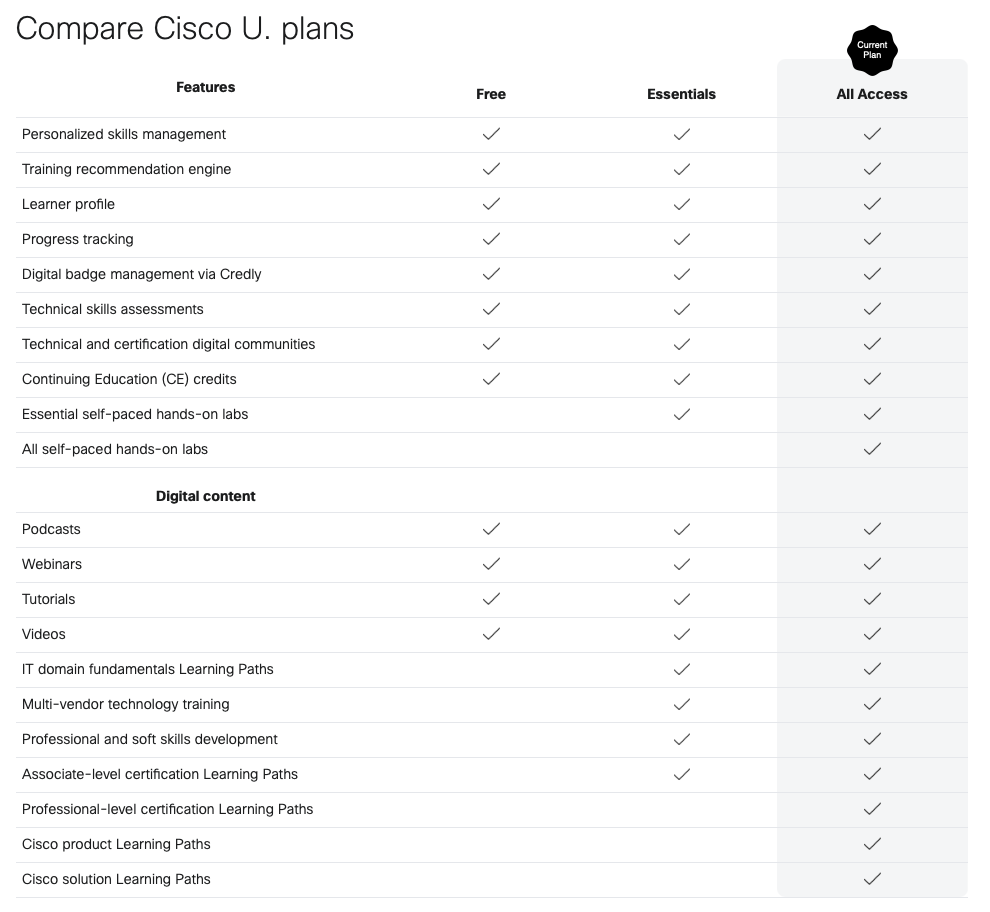 Compare Cisco U. plans
Current
Plan
Features
Free
Essentials
All Access
Personalized skills management
Training recommendation engine
Learner profile
Progress tracking
Digital badge management via Credly
Technical skills assessments
Technical and certification digital communities
Continuing Education (CE) credits
Essential self-paced hands-on labs
All self-paced hands-on labs
Digital content
Podcasts
Webinars
Tutorials
Videos
IT domain fundamentals Learning Paths
Multi-vendor technology training
Professional and soft skills development
Associate-level certification Learning Paths
Professional-level certification Learning Paths
Cisco product Learning Paths
Cisco solution Learning Paths